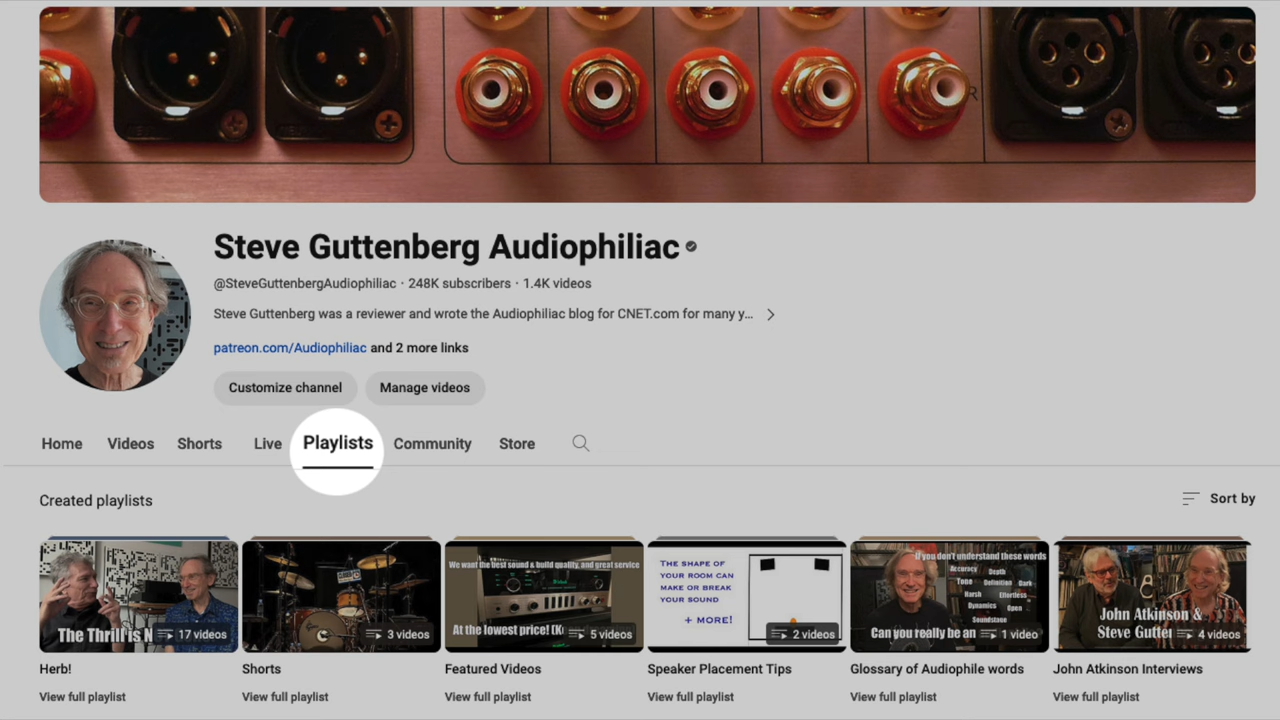 Steve Guttenberg Audiophiliac
@SteveGuttenbergAudiophiliac · 248K subscribers · 1.4K videos
Steve Guttenberg was a reviewer and wrote the Audiophiliac blog for CNET.com for many y...
patreon.com/Audiophiliac and 2 more links
Customize channel Manage videos
Home Videos Shorts Live Playlists Community Store
Created playlists Sort by
The Thrill is N
17 videos
3 videos
We want the best sound & build quality, and great service
At the lowest price!
5 videos
THE SHAPE OF
YOUR ROOM CAN
MAKE OR BREAK
YOUR SOUND
+ MORE!
2 videos
If you don't understand these words
Accuracy Depth
Tone Definition Dark
Harsh Effortless
Dynamics Open
Soundstage
Can you really be an
1 video
John Atkinson &
Steve Gutte
4 videos
Herb! Shorts Featured Videos Speaker Placement Tips Glossary of Audiophile words John Atkinson Interviews
View full playlist View full playlist View full playlist View full playlist View full playlist View full playlist